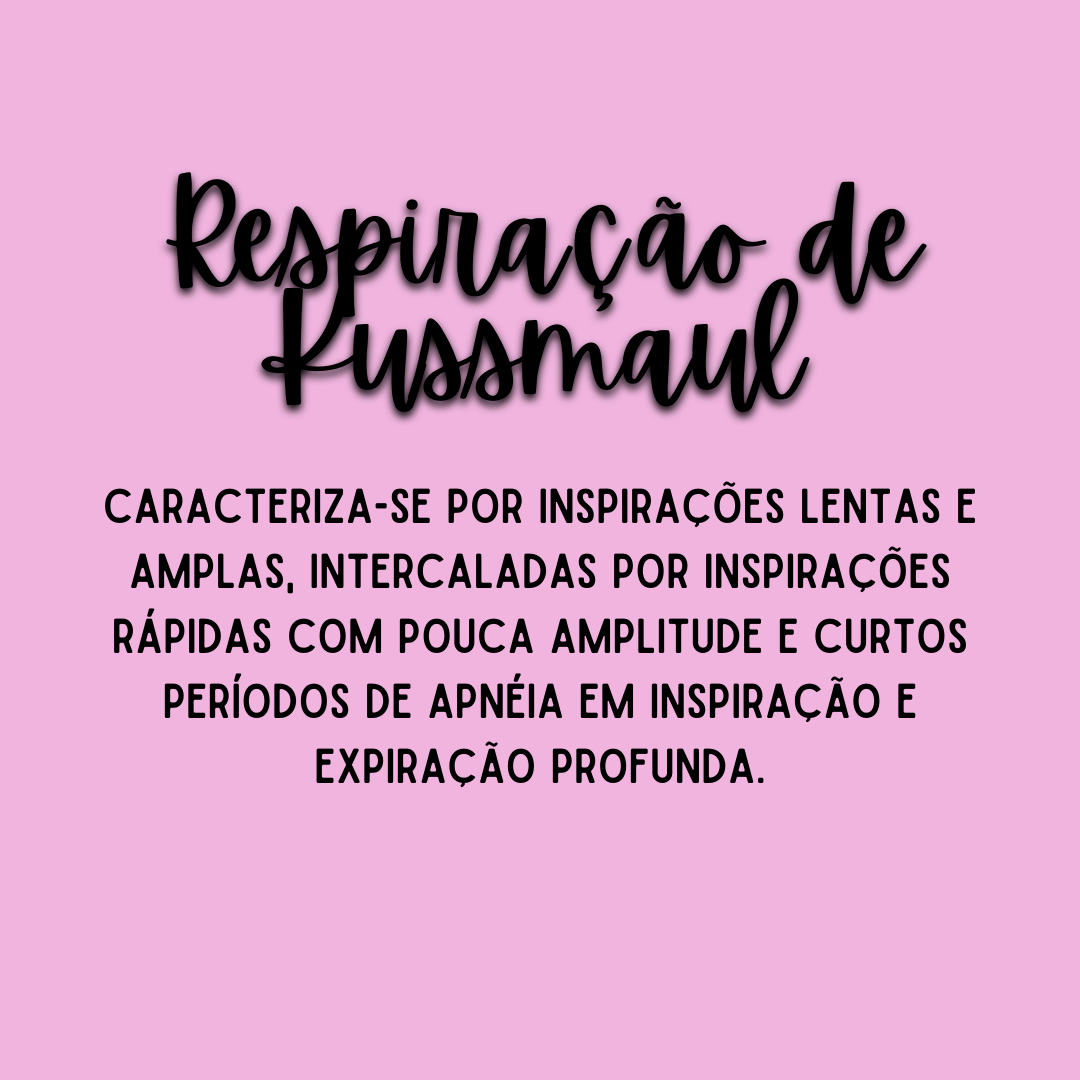 Respiração de
Kussmaul
CARACTERIZA-SE POR INSPIRAÇÕES LENTAS E
AMPLAS, INTERCALADAS POR INSPIRAÇÕES
RÁPIDAS COM POUCA AMPLITUDE E CURTOS
PERÍODOS DE APNÉIA EM INSPIRAÇÃO E
EXPIRAÇÃO PROFUNDA.